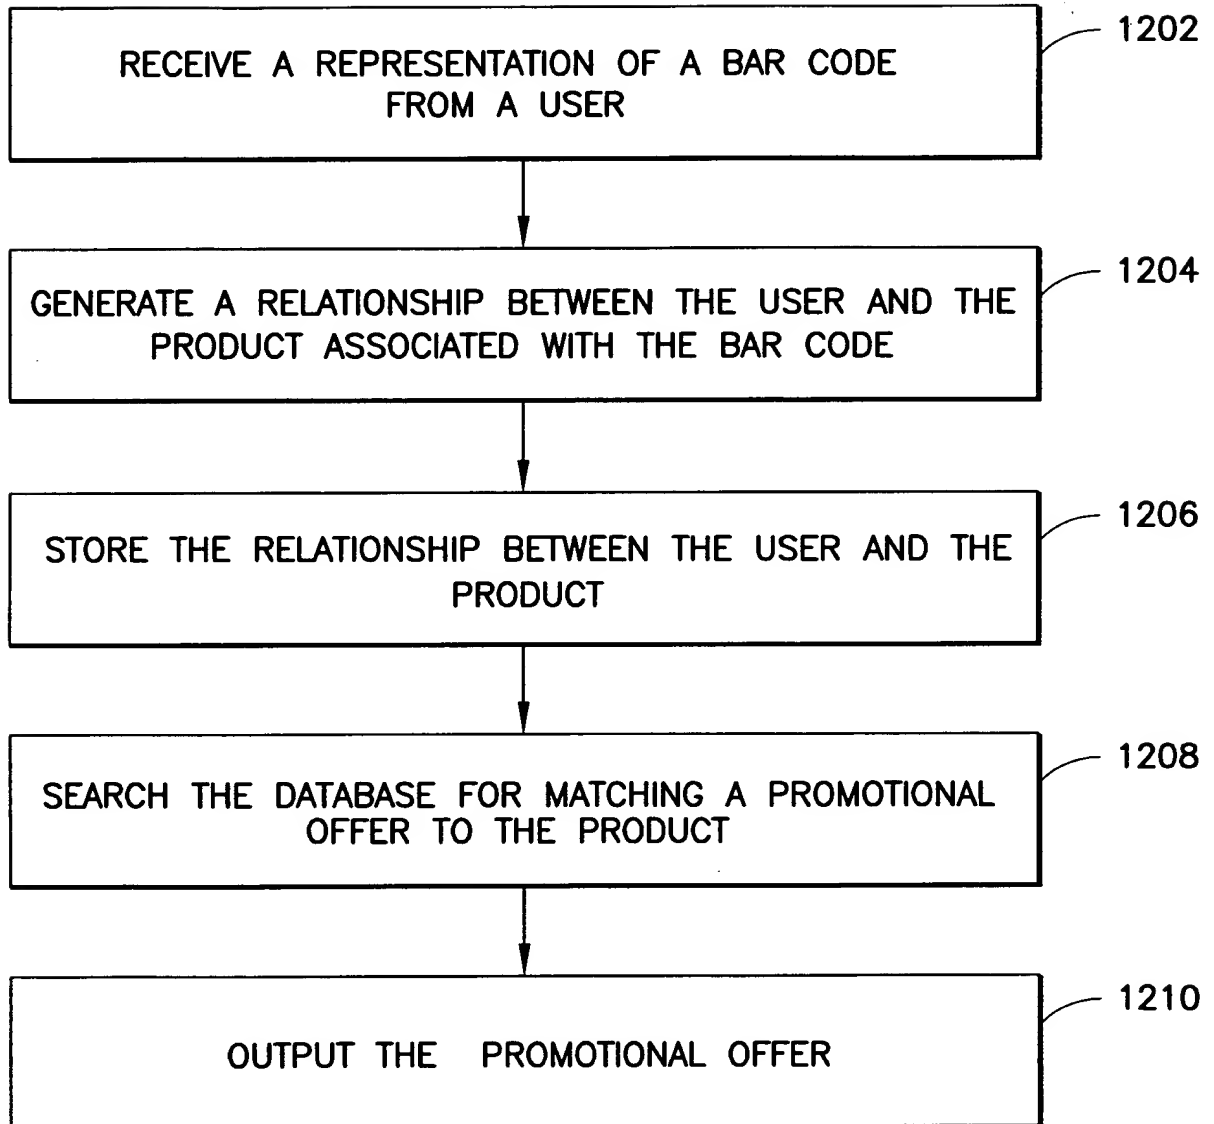 RECEIVE A REPRESENTATION OF A BAR CODE
FROM A USER
1202
GENERATE A RELATIONSHIP BETWEEN THE USER AND THE
PRODUCT ASSOCIATED WITH THE BAR CODE
1204
STORE THE RELATIONSHIP BETWEEN THE USER AND THE
PRODUCT
1206
SEARCH THE DATABASE FOR MATCHING A PROMOTIONAL
OFFER TO THE PRODUCT
1208
OUTPUT THE PROMOTIONAL OFFER
1210